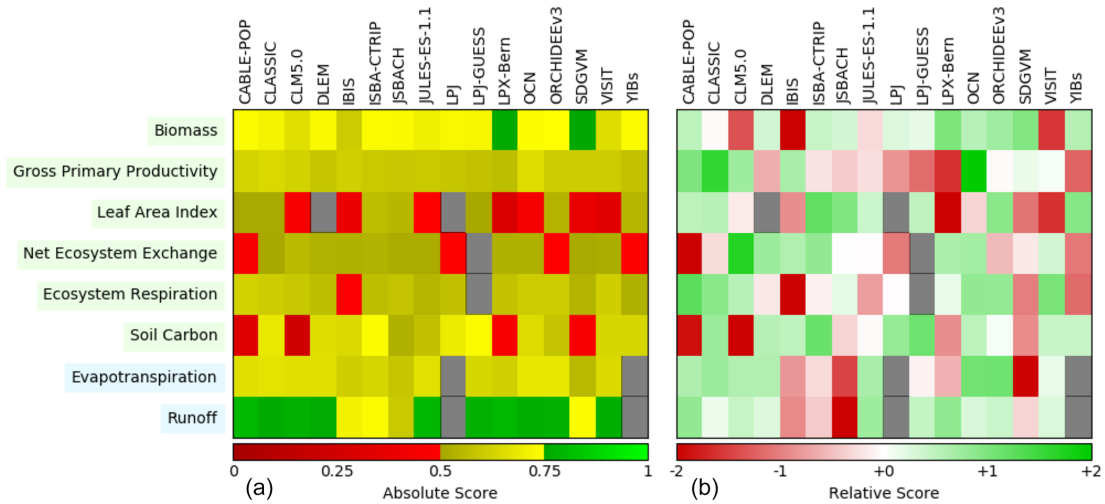 CABLE-POP CLASSIC CLM5.0 DLEM IBIS ISBA-CTRIP JSBACH JULES-ES-1.1 LPJ LPJ-GUESS LPX-Bern OCN ORCHIDEEv3 SDGVM VISIT YIBs
CABLE-POP CLASSIC CLM5.0 DLEM IBIS ISBA-CTRIP JSBACH JULES-ES-1.1 LPJ LPJ-GUESS LPX-Bern OCN ORCHIDEEv3 SDGVM VISIT YIBs
Biomass
Gross Primary Productivity
Leaf Area Index
Net Ecosystem Exchange
Ecosystem Respiration
Soil Carbon
Evapotranspiration
Runoff
0 0.25 0.5 0.75 1
(a) Absolute Score
-2 -1 +0 +1 +2
(b) Relative Score